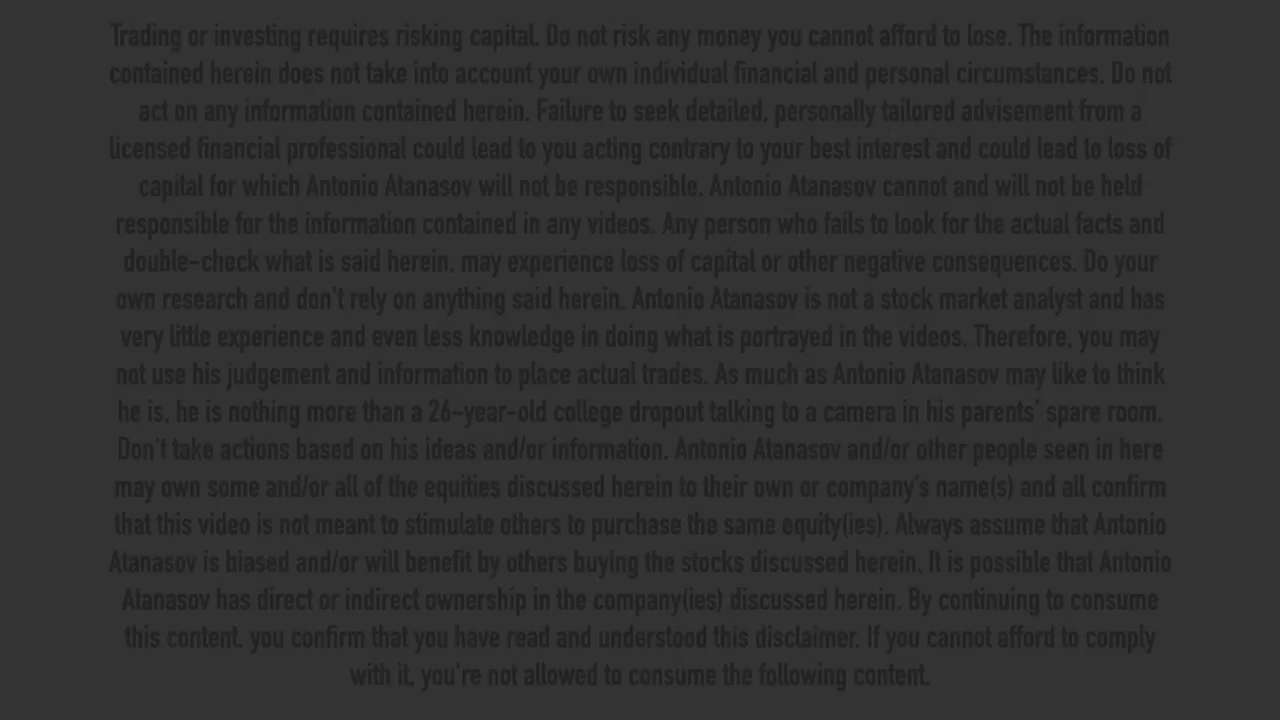 Trading or investing requires risking capital. Do not risk any money you cannot afford to lose. The information
contained herein does not take into account your own individual financial and personal circumstances. Do not
act on any information contained herein. Failure to seek detailed, personally tailored advisement from a
licensed financial professional could lead to you acting contrary to your best interest and could lead to loss of
capital for which Antonio Atanasov will not be responsible. Antonio Atanasov cannot and will not be held
responsible for the information contained in any videos. Any person who fails to look for the actual facts and
double-check what is said herein, may experience loss of capital or other negative consequences. Do your
own research and don't rely on anything said herein. Antonio Atanasov is not a stock market analyst and has
very little experience and even less knowledge in doing what is portrayed in the videos. Therefore, you may
not use his judgement and information to place actual trades. As much as Antonio Atanasov may like to think
he is, he is nothing more than a 26-year-old college dropout talking to a camera in his parents' spare room.
Don't take actions based on his ideas and/or information. Antonio Atanasov and/or other people seen in here
may own some and/or all of the equities discussed herein to their own or company's name(s) and all confirm
that this video is not meant to stimulate others to purchase the same equity(ies). Always assume that Antonio
Atanasov is biased and/or will benefit by others buying the stocks discussed herein. It is possible that Antonio
Atanasov has direct or indirect ownership in the company(ies) discussed herein. By continuing to consume
this content, you confirm that you have read and understood this disclaimer. If you cannot afford to comply
with it, you're not allowed to consume the following content.